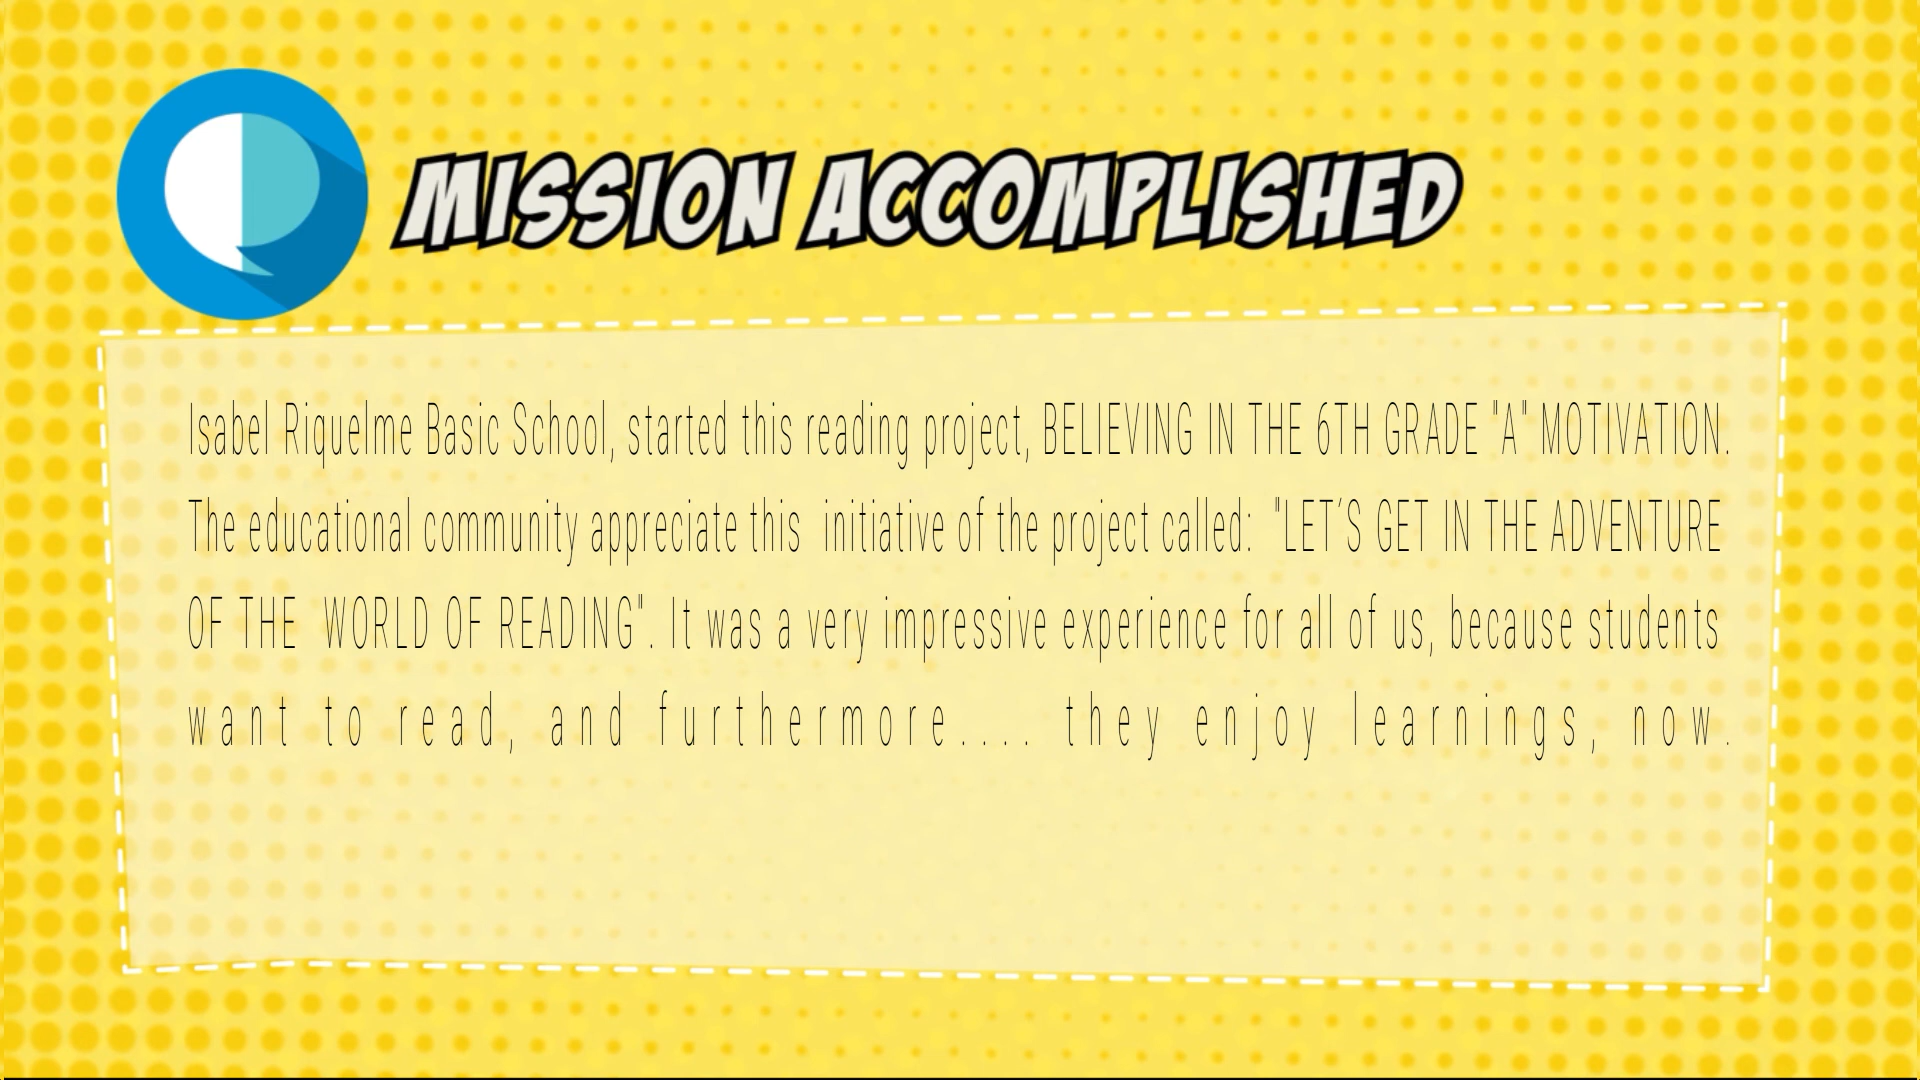 MISSION ACCOMPLISHED
Isabel Riquelme Basic School, started this reading project, BELIEVING IN THE 6TH GRADE "A" MOTIVATION.
The educational community appreciate this  initiative of the project called:  "LET´S GET IN THE ADVENTURE
OF THE  WORLD OF READING". It was a very impressive experience for all of us, because students
want to read, and furthermore.... they enjoy learnings, now.